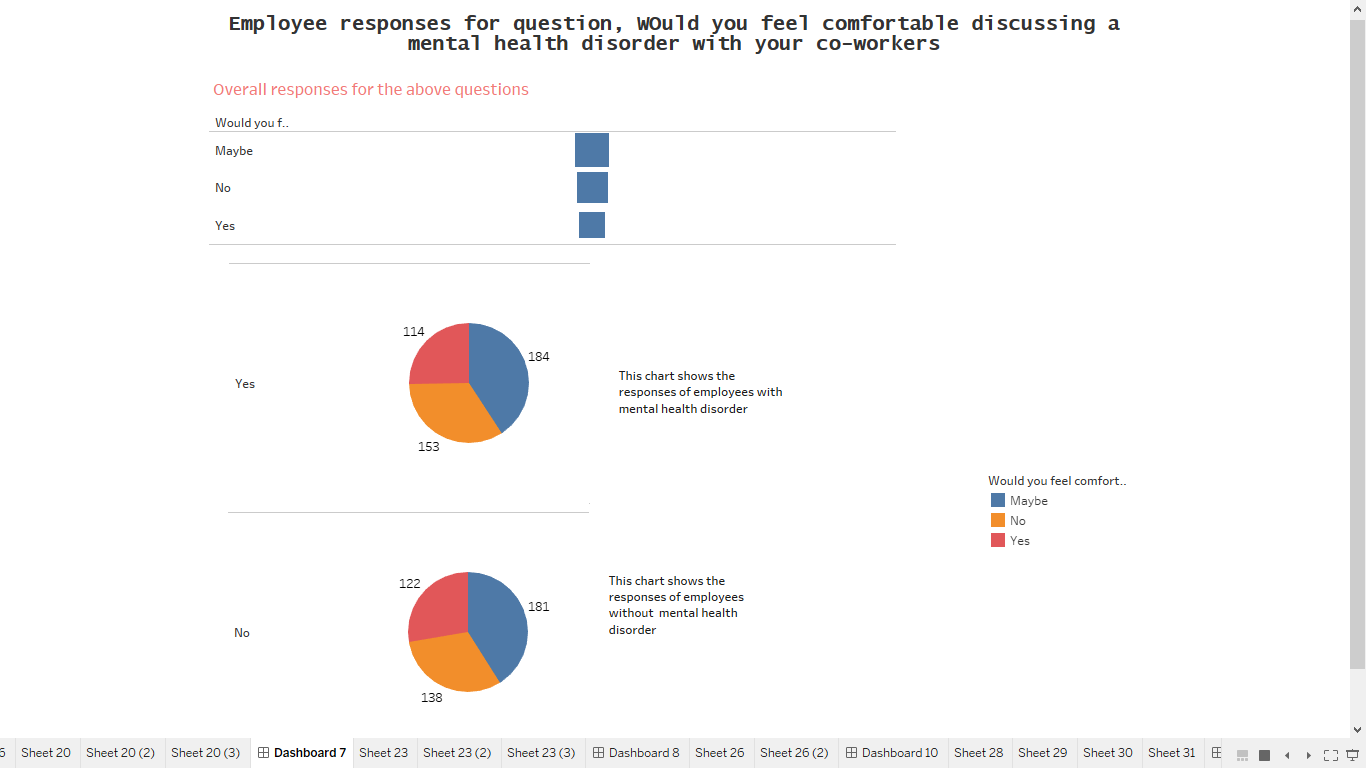 Employee responses for question, WOuld you feel comfortable discussing a
mental health disorder with your co-workers
Overall responses for the above questions
Would you f..
Maybe
No
Yes
114
184
Yes
153
This chart shows the
responses of employees with
mental health disorder
Would you feel comfort..
Maybe
No
Yes
122
181
No
138
This chart shows the
responses of employees
without mental health
disorder
6 Sheet 20 Sheet 20 (2) Sheet 20 (3) Dashboard 7 Sheet 23 Sheet 23 (2) Sheet 23 (3) Dashboard 8 Sheet 26 Sheet 26 (2) Dashboard 10 Sheet 28 Sheet 29 Sheet 30 Sheet 31